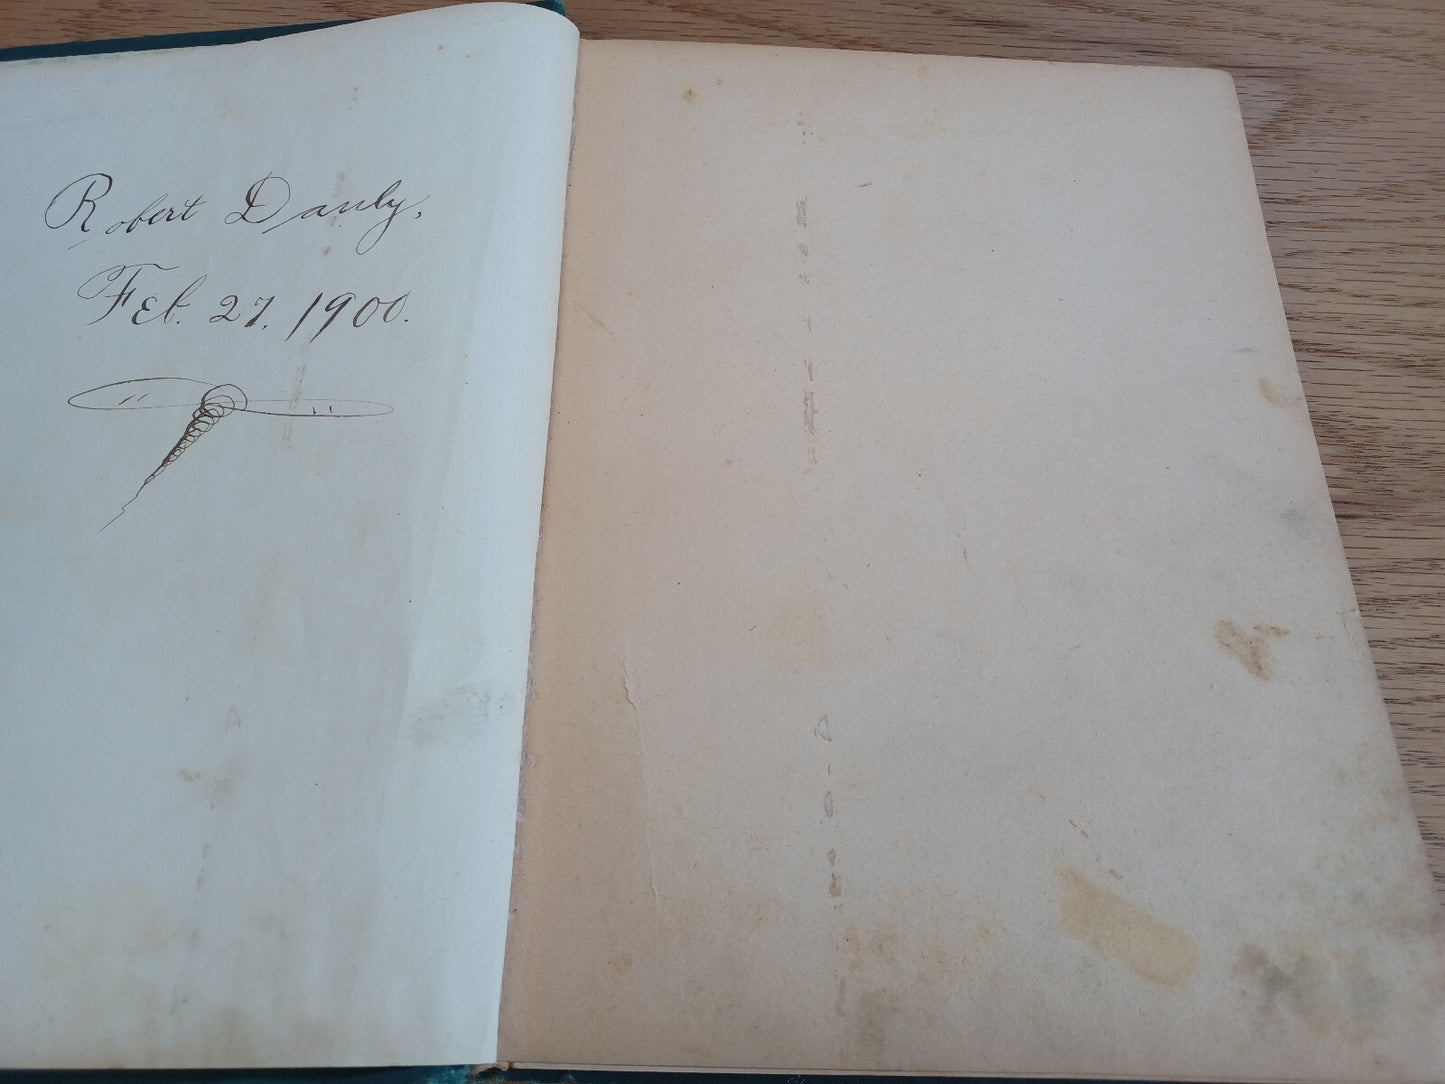 Robert Danly,
Feb. 27. 1900.